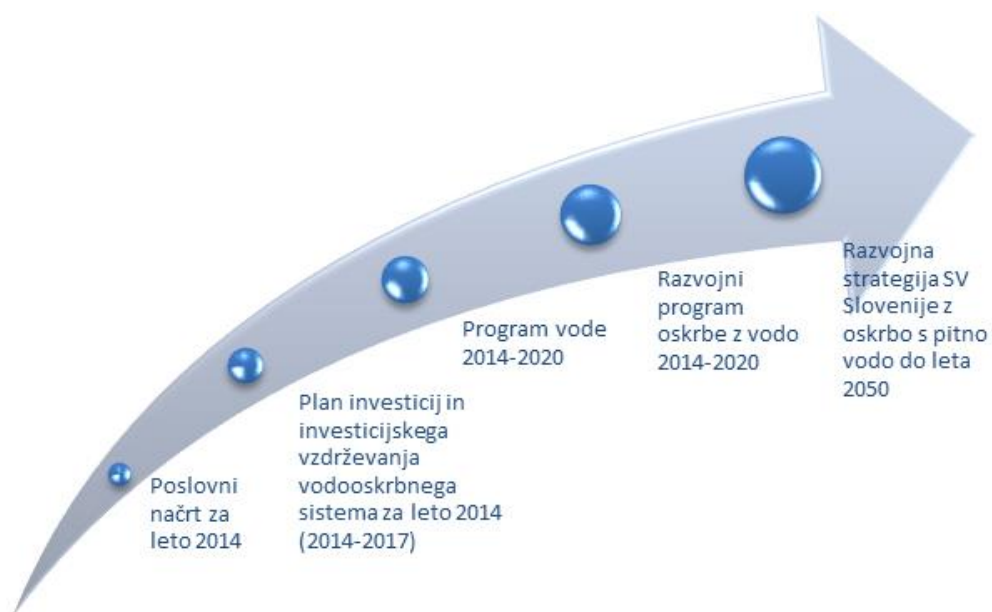 Poslovni
načrt za
leto 2014
Plan investicij in
investicijskega
vzdrževanja
vodooskrbnega
sistema za leto 2014
(2014-2017)
Program vode
2014-2020
Razvojni
program
oskrbe z vodo
2014-2020
Razvojna
strategija SV
Slovenije z
oskrbo s pitno
vodo do leta
2050